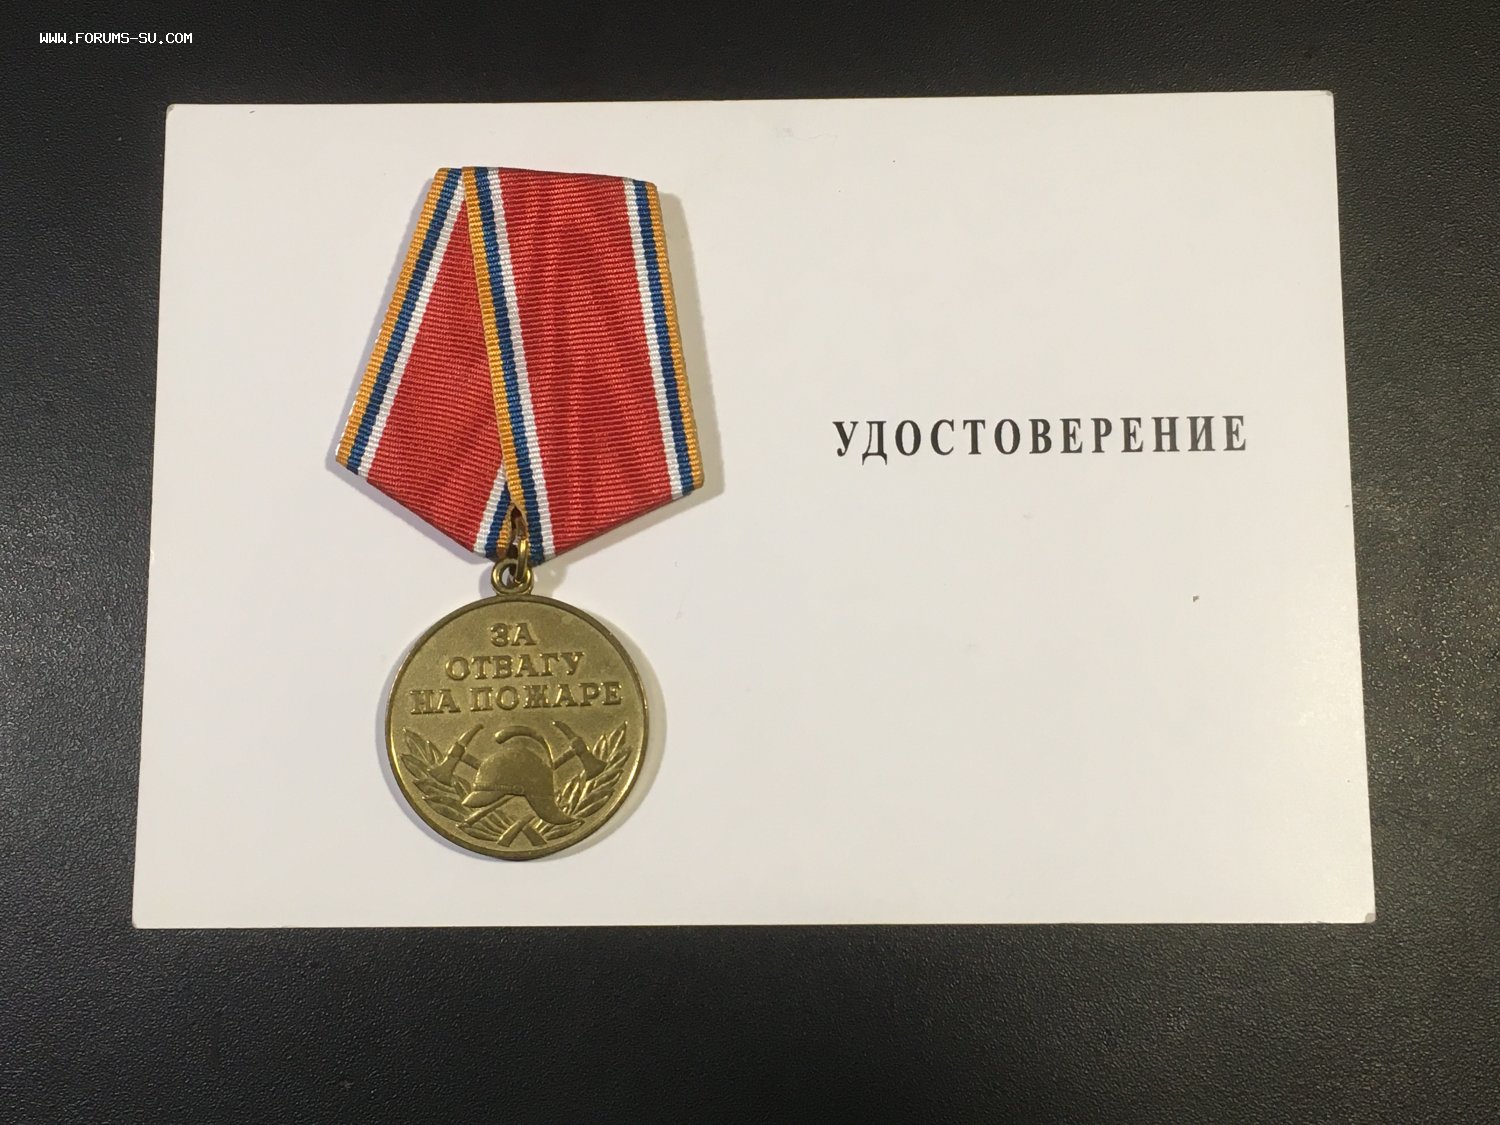 WWW.FORUMS-SU.COM
УДОСТОВЕРЕНИЕ
ЗА
ОТВАГУ
НА ПОЖАРЕ